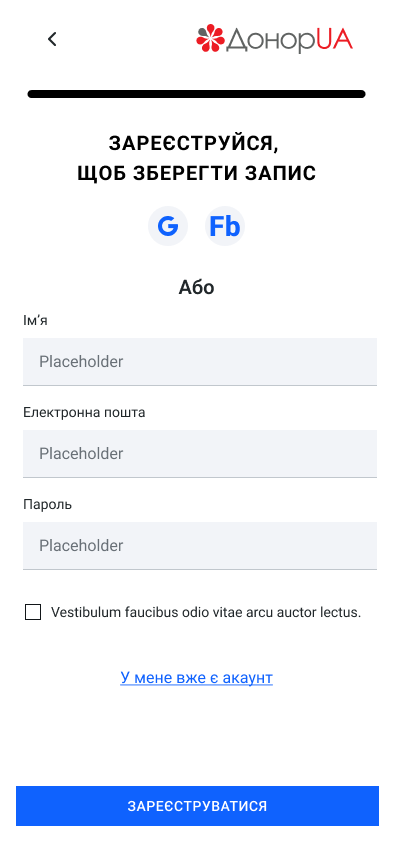 ДонорUA
ЗАРЕЄСТРУЙСЯ,
ЩОБ ЗБЕРЕГТИ ЗАПИС
G Fb
Або
Ім’я
Placeholder
Електронна пошта
Placeholder
Пароль
Placeholder
Vestibulum faucibus odio vitae arcu auctor lectus.
У мене вже є акаунт
ЗАРЕЄСТРУВАТИСЯ